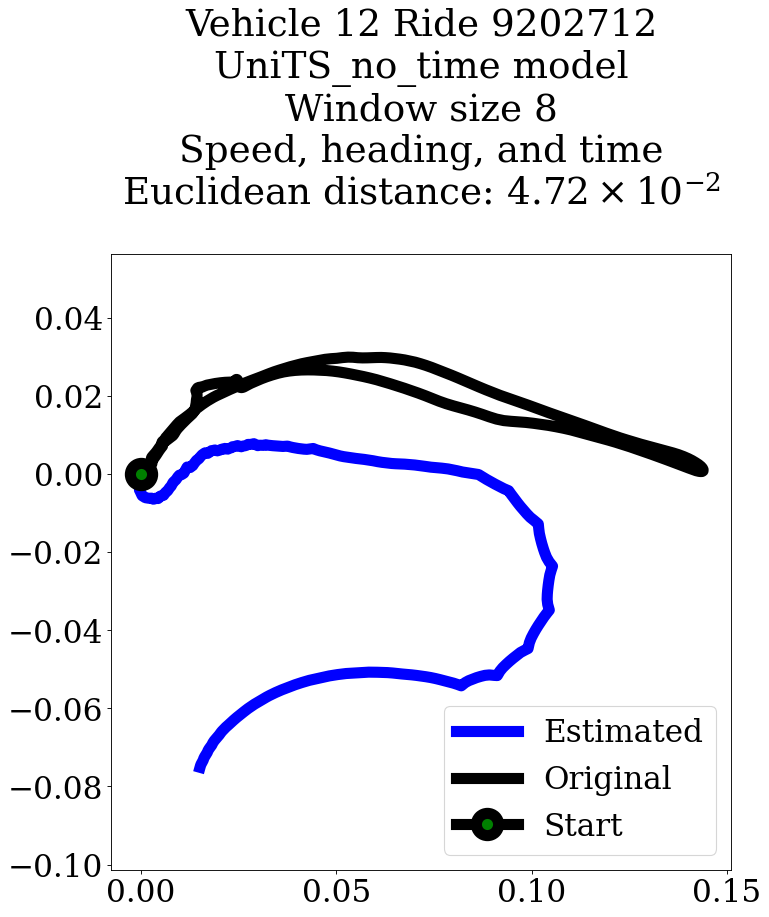 Vehicle 12 Ride 9202712
UniTS_no_time model
Window size 8
Speed, heading, and time
Euclidean distance: $4.72 \times 10^{-2}$
0.04
0.02
0.00
−0.02
−0.04
−0.06
−0.08
−0.10
Estimated
Original
Start
0.00 0.05 0.10 0.15